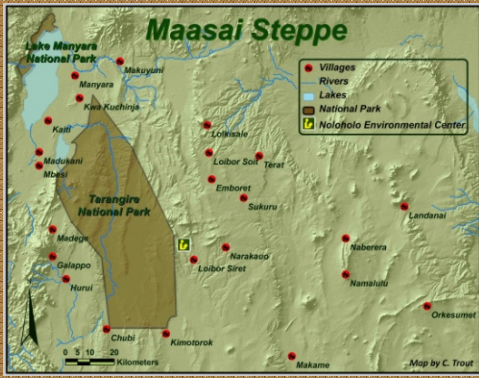 Maasai Steppe
Lake Manyara
National Park
Makuyuni
Villages
Rivers
Lakes
National Park
Noloholo Environmental Center
Manyara
Kwa Kuchinja
Kaiti
Lolkisale
Madukani
Mbesi
Loibor Soit
Terat
Emboret
Sukuru
Tarangire
National Park
Landanai
Madege
Narakauo
Naberera
Galappo
Loibor Siret
Hurui
Namalulu
Orkesumet
Chubi
Kimotorok
Makame
0 5 10 20
Kilometers
Map by C. Trout